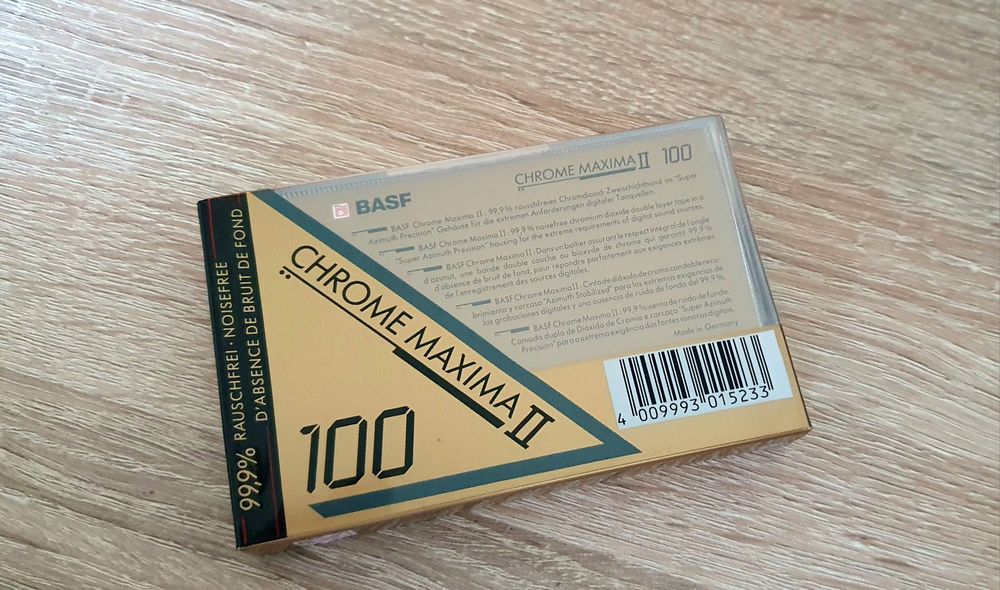 99,9% RAUSCHFREI · NOISEFREE
D'ABSENCE DE BRUIT DE FOND
CHROME MAXIMA II
100
BASF
CHROME MAXIMA II 100
BASF Chrome Maxima II: 99,9% rauschfreies Chromdioxid-Zweischichtband im "Super
Azimuth Precision" Gehäuse für die extremen Anforderungen digitaler Tonquellen.
BASF Chrome Maxima II: 99,9% noisefree chromium dioxide double layer tape in a
"Super Azimuth Precision" housing for the extreme requirements of digital sound sources.
BASF Chrome Maxima II: Dans un boîtier assurant le respect intégral de l'angle
d'azimut, une bande double couche au bioxyde de chrome qui garantit 99,9%
d'absence de bruit de fond, pour répondre parfaitement aux exigences extrêmes
de l'enregistrement des sources digitales.
BASF Chrome Maxima II: Cinta de dióxido de cromo con doble recu-
brimiento y carcasa "Azimuth Stabilized" para las extremas exigencias de
las grabaciones digitales y una ausencia de ruido de fondo del 99,9%.
BASF Chrome Maxima II: 99,9% isenta de ruído de fundo.
Camada dupla de Dióxido de Cromio e carcaça "Super Azimuth
Precision" para a extrema exigência das fontes sonoras digitais.
Made in Germany
4 009993 015233